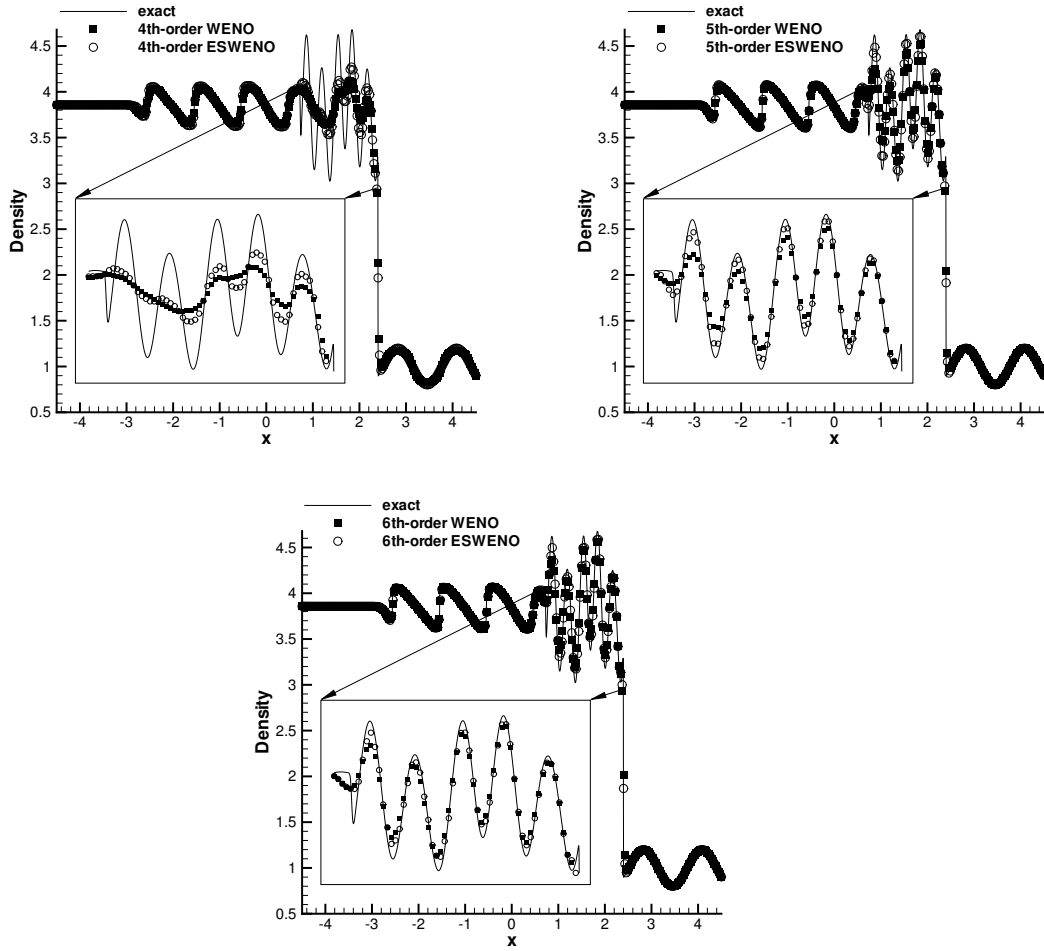 exact
4th-order WENO
4th-order ESWENO
4.5
4
3.5
3
2.5
2
1.5
1
0.5
Density
-4 -3 -2 -1 0 1 2 3 4
x
exact
5th-order WENO
5th-order ESWENO
4.5
4
3.5
3
2.5
2
1.5
1
0.5
Density
-4 -3 -2 -1 0 1 2 3 4
x
exact
6th-order WENO
6th-order ESWENO
4.5
4
3.5
3
2.5
2
1.5
1
0.5
Density
-4 -3 -2 -1 0 1 2 3 4
x